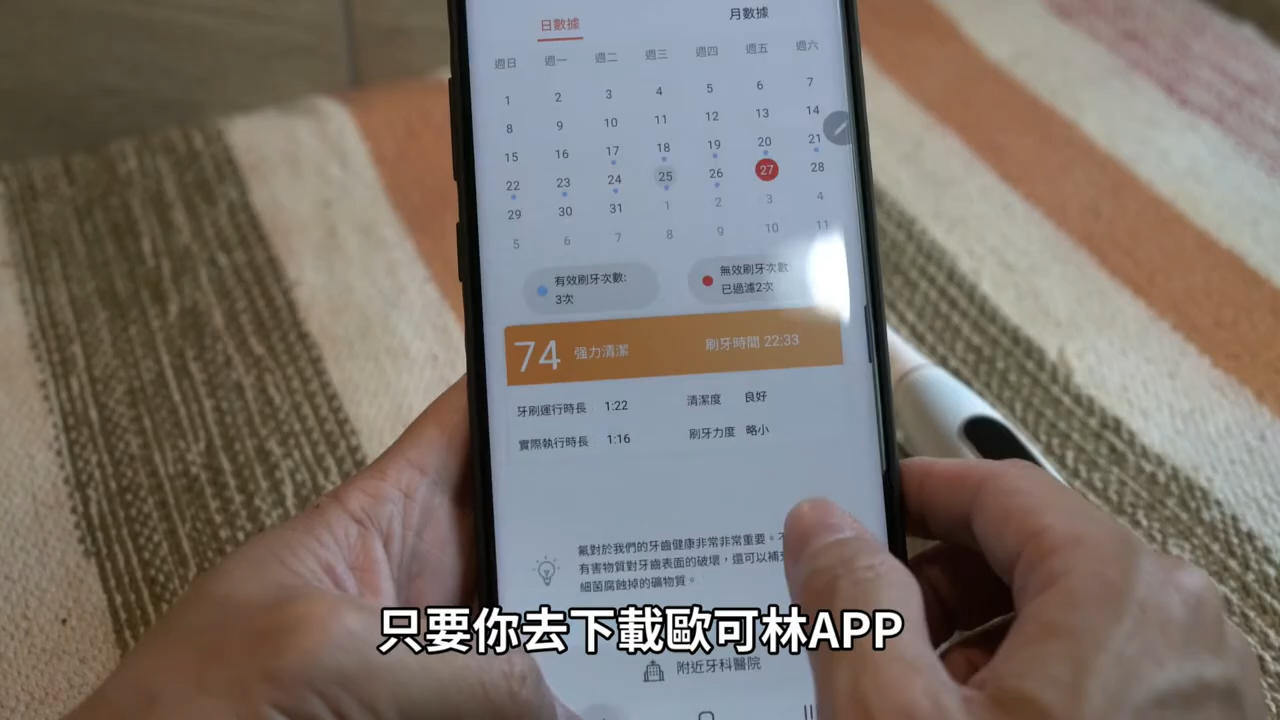 日數據 月數據
週日 週一 週二 週三 週四 週五 週六
1 2 3 4 5 6 7
8 9 10 11 12 13 14
15 16 17 18 19 20 21
22 23 24 25 26 27 28
29 30 31 1 2 3 4
5 6 7 8 9 10 11
有效刷牙次數:
3次
無效刷牙次數
已過濾2次
74 强力清潔 刷牙時間 22:33
牙刷運行時長 1:22 清潔度 良好
實際執行時長 1:16 刷牙力度 略小
氟對於我們的牙齒健康非常非常重要。
有害物質對牙齒表面的破壞,還可以補
細菌腐蝕掉的礦物質。
只要你去下載歐可林APP
附近牙科醫院